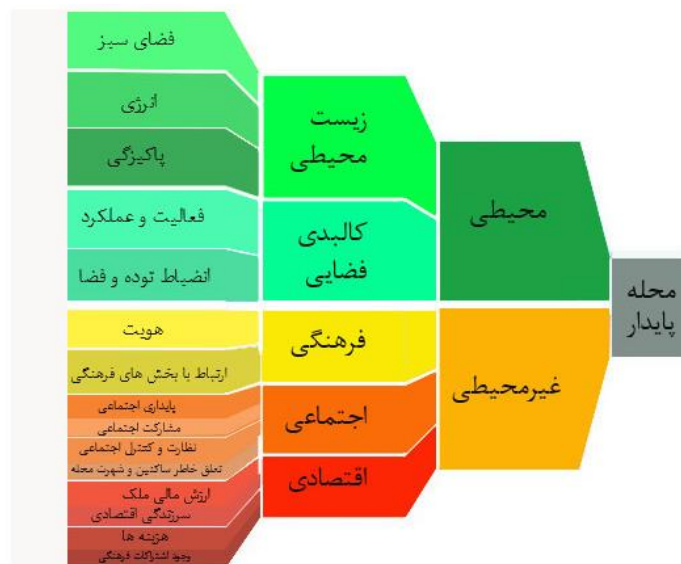 محله
پایدار
محیطی
غیرمحیطی
زیست
محیطی
کالبدی
فضایی
فرهنگی
اجتماعی
اقتصادی
فضای سبز
انرژی
پاکیزگی
فعالیت و عملکرد
انضباط توده و فضا
هویت
ارتباط با بخش های فرهنگی
پایداری اجتماعی
مشارکت اجتماعی
نظارت و کنترل اجتماعی
تعلق خاطر ساکنین و شهرت محله
ارزش مالی ملک
سرزندگی اقتصادی
هزینه ها
وجود اشتراکات فرهنگی